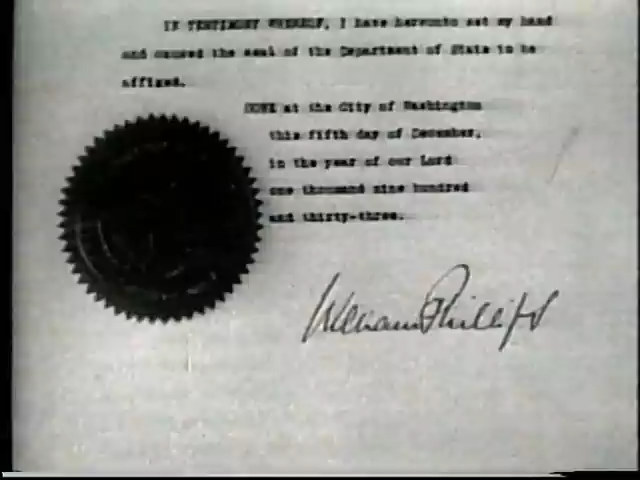 IN TESTIMONY WHEREOF, I have hereunto set my hand
and caused the seal of the Department of State to be
affixed.
DONE at the City of Washington
this fifth day of December,
in the year of our Lord
one thousand nine hundred
and thirty-three.
William Phillips